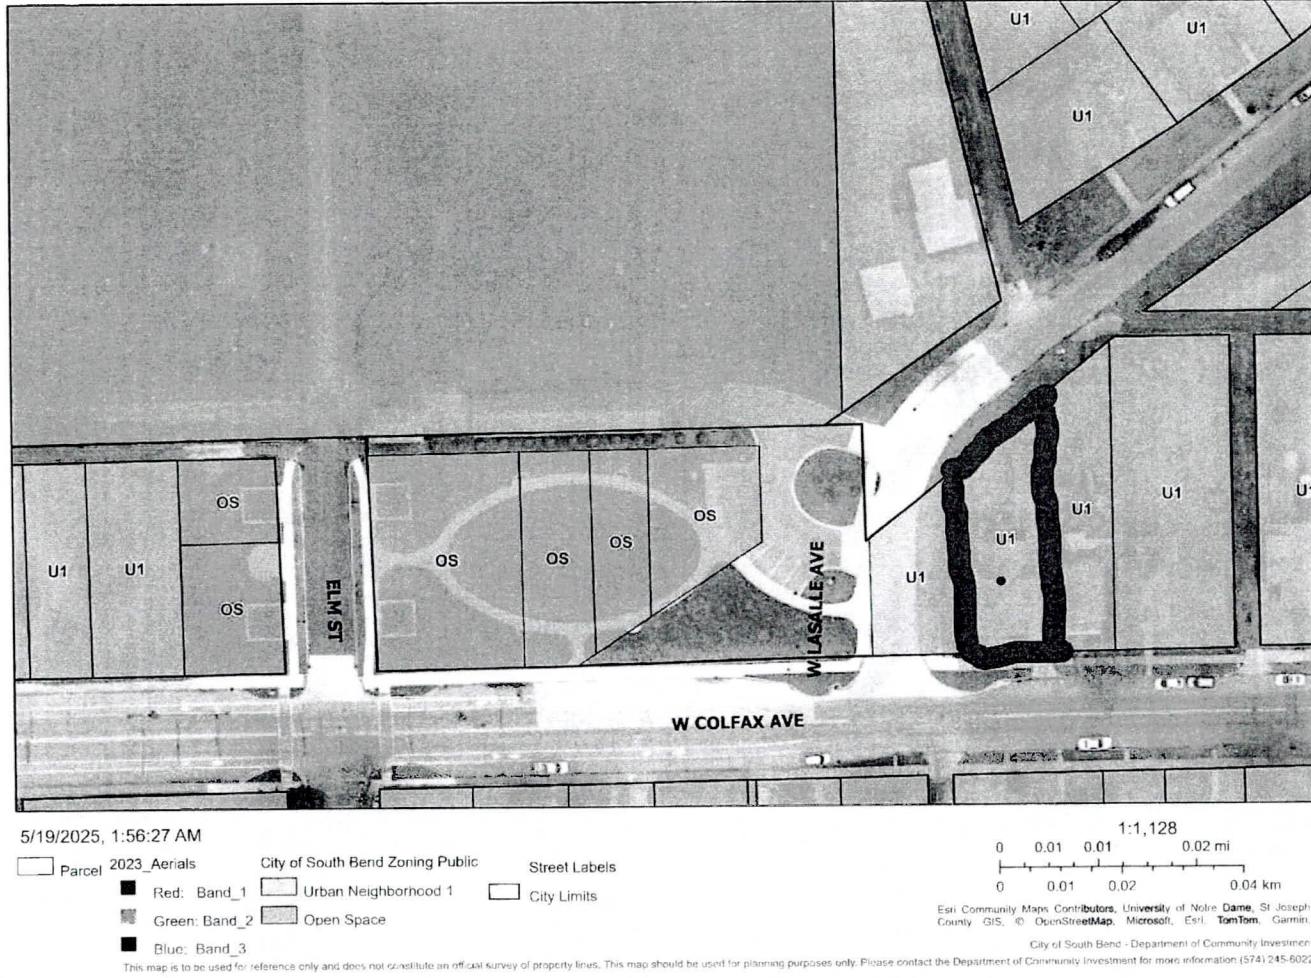 U1
U1
U1
OS
OS
U1
U1
OS
OS
OS
OS
ELM ST
W LASALLE AVE
U1
U1
U1
U1
W COLFAX AVE
5/19/2025, 1:56:27 AM
Parcel
2023_Aerials
Red: Band_1
Green: Band_2
Blue: Band_3
City of South Bend Zoning Public
Urban Neighborhood 1
Open Space
Street Labels
City Limits
1:1,128
0 0.01 0.01 0.02 mi
0 0.01 0.02 0.04 km
Esri Community Maps Contributors, University of Notre Dame, St Joseph
County GIS, © OpenStreetMap, Microsoft, Esri, TomTom, Garmin,
City of South Bend - Department of Community Investmen
This map is to be used for reference only and does not constitute an official survey of property lines. This map should be used for planning purposes only. Please contact the Department of Community Investment for more information (574) 245-602